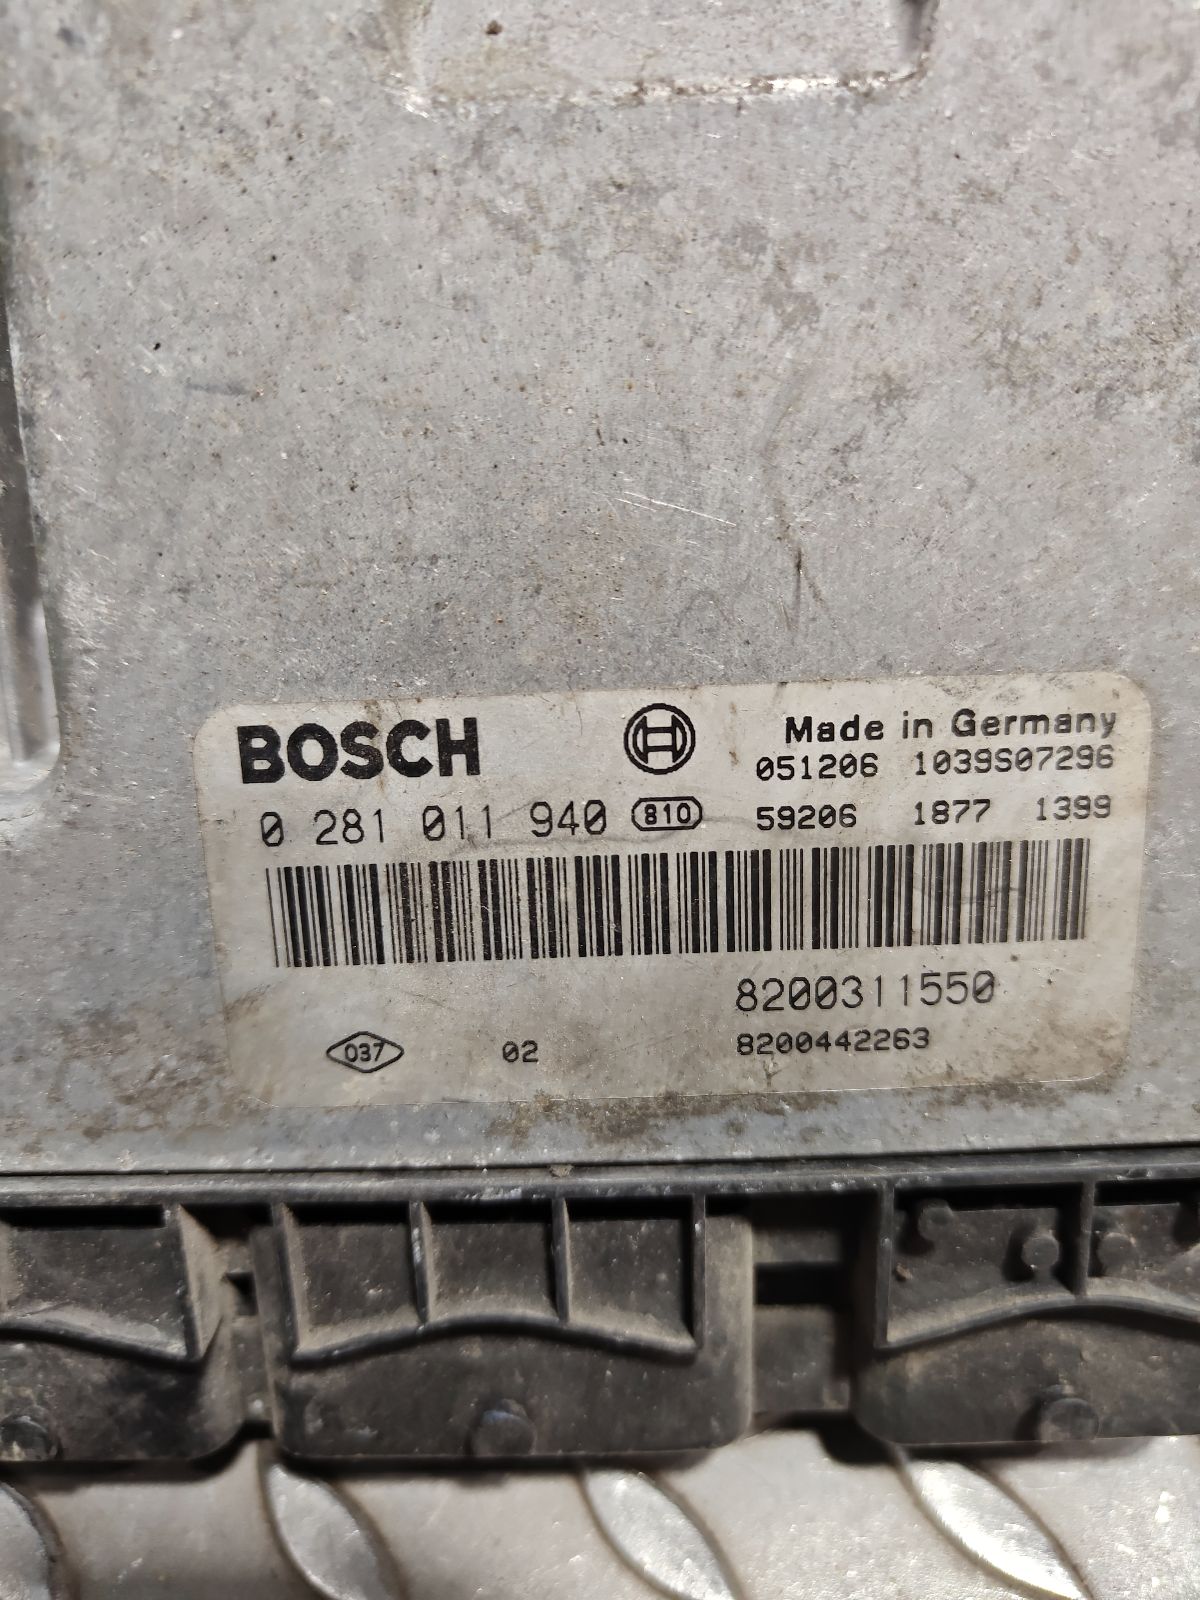 BOSCH
Made in Germany
051206 1039S07296
0 281 011 940 810 59206 1877 1399
8200311550
037 02 8200442263